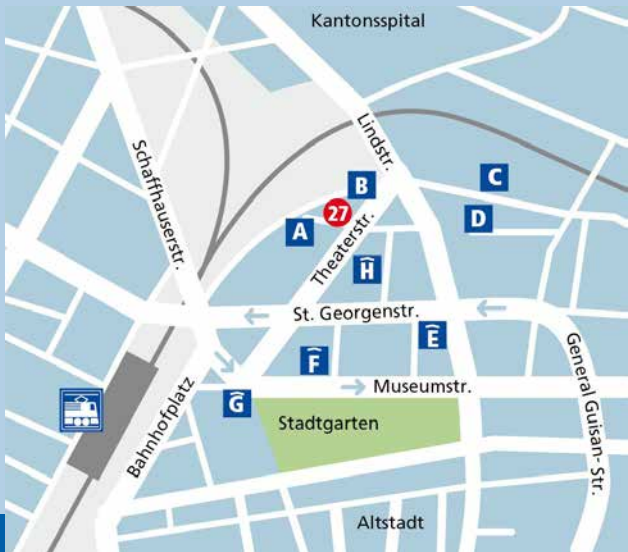 Kantonsspital
Lindstr.
Schaffhauserstr.
B
C
27
A
D
Theaterstr.
H
St. Georgenstr.
E
F
General Guisan-Str.
Museumstr.
G
Bahnhofplatz
Stadtgarten
Altstadt